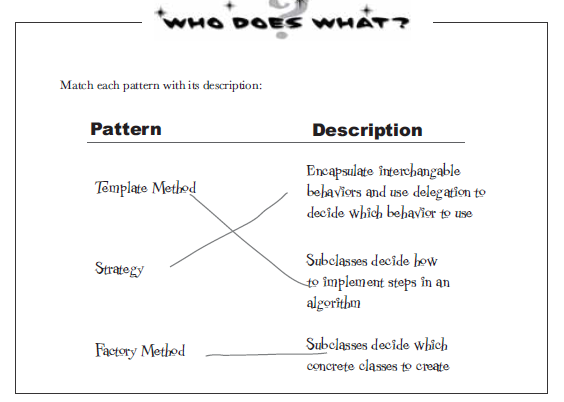 WHO DOES WHAT?
Match each pattern with its description:
Pattern
Description
Template Method
Encapsulate interchangable
behaviors and use delegation to
decide which behavior to use
Strategy
Subclasses decide how
to implement steps in an
algorithm
Factory Method
Subclasses decide which
concrete classes to create